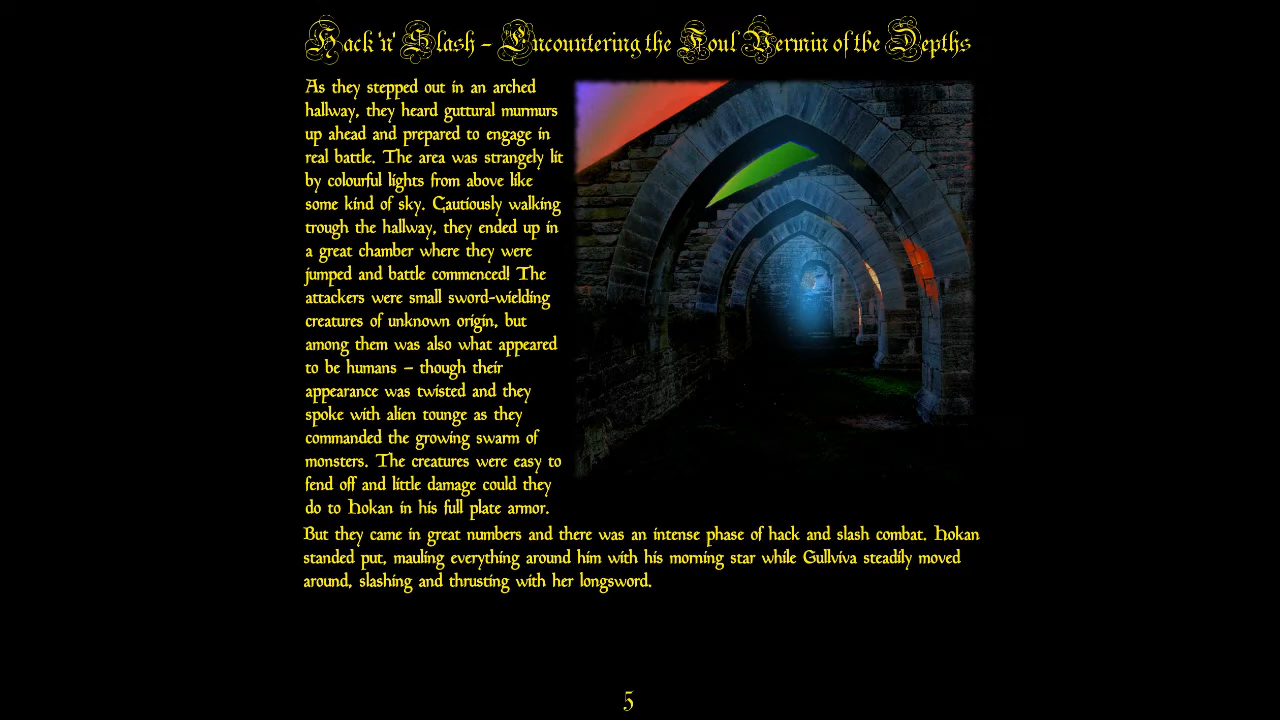 Hack 'n' Slash – Encountering the Foul Vermin of the Depths
As they stepped out in an arched
hallway, they heard guttural murmurs
up ahead and prepared to engage in
real battle. The area was strangely lit
by colourful lights from above like
some kind of sky. Cautiously walking
trough the hallway, they ended up in
a great chamber where they were
jumped and battle commenced! The
attackers were small sword-wielding
creatures of unknown origin, but
among them was also what appeared
to be humans – though their
appearance was twisted and they
spoke with alien tounge as they
commanded the growing swarm of
monsters. The creatures were easy to
fend off and little damage could they
do to Hokan in his full plate armor.
But they came in great numbers and there was an intense phase of hack and slash combat. Hokan
standed put, mauling everything around him with his morning star while Gullviva steadily moved
around, slashing and thrusting with her longsword.
5